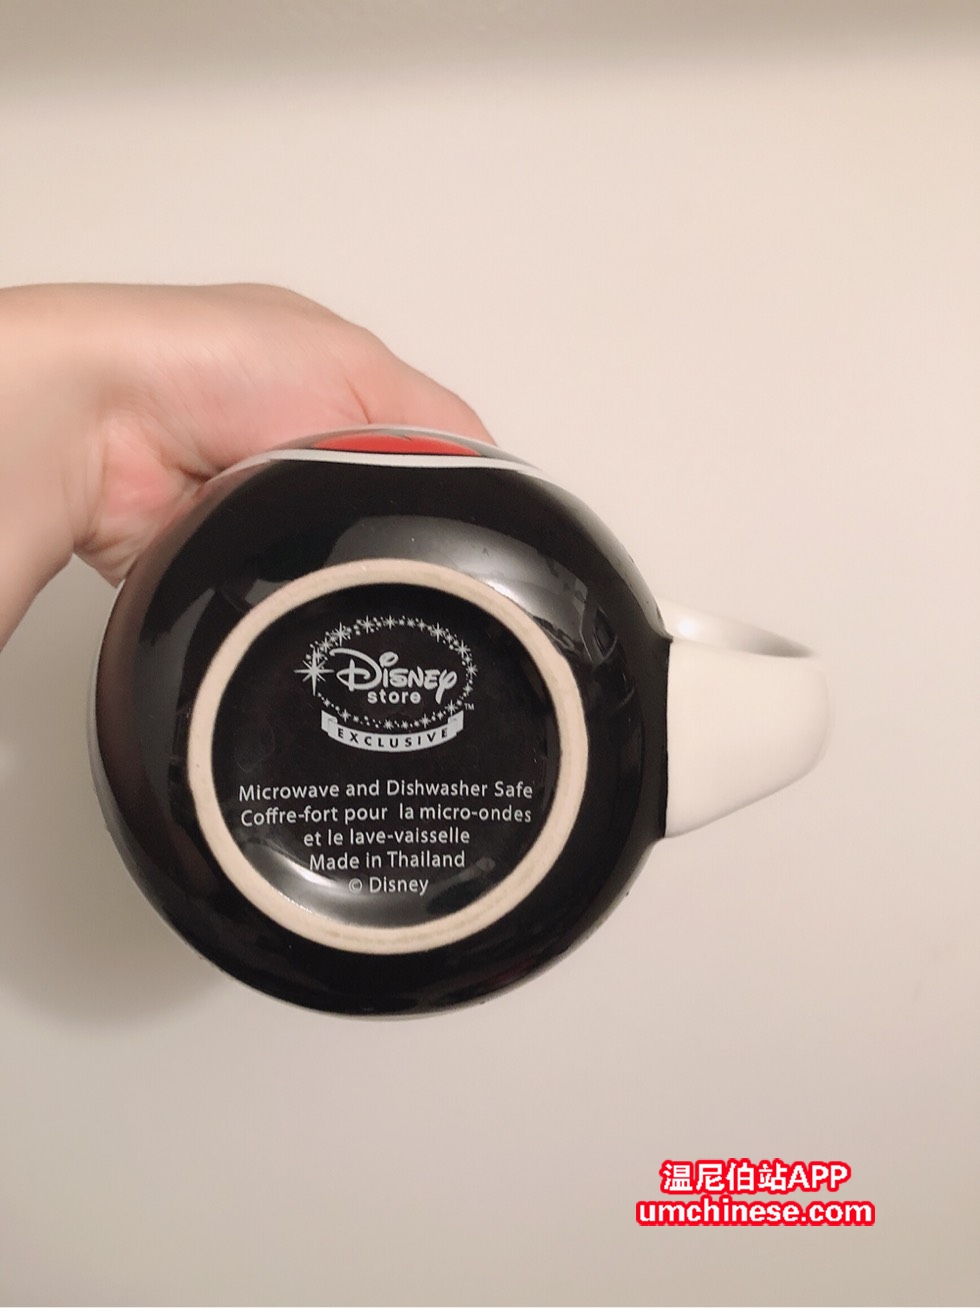 Disney
store
TM
EXCLUSIVE
Microwave and Dishwasher Safe
Coffre-fort pour la micro-ondes
et le lave-vaisselle
Made in Thailand
© Disney
温尼伯站APP
umchinese.com